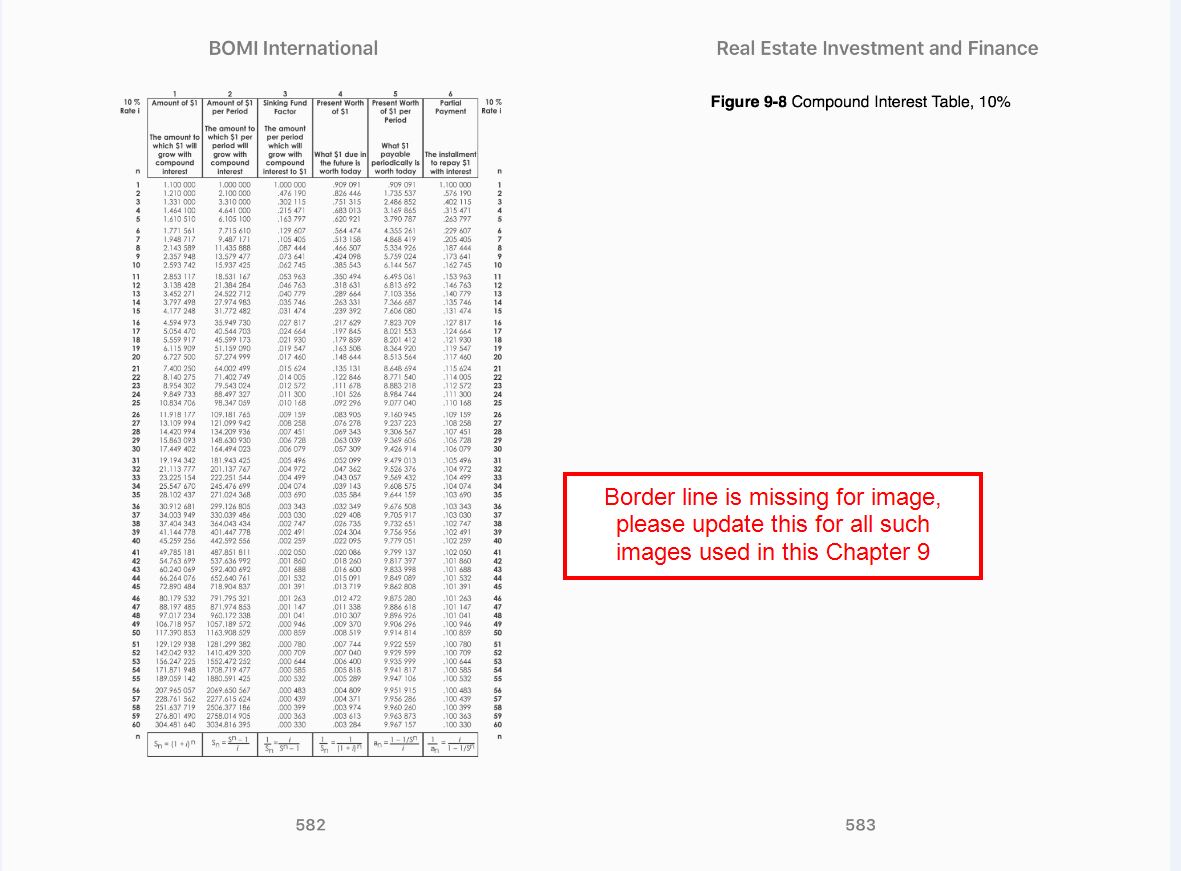 BOMI International
Real Estate Investment and Finance
1 2 3 4 5 6
10 % Amount of $1 Amount of $1 Sinking Fund Present Worth Present Worth Partial 10 %
Rate i per Period Factor of $1 of $1 per Payment Rate i
Period
The amount to The amount
The amount to which $1 per per period
which $1 will period will which will What $1
grow with grow with grow with What $1 due in payable The installment
compound compound compound the future is periodically is to repay $1
n interest interest interest to $1 worth today worth today with interest n
1 1.100 000 1.000 000 1.000 000 .909 091 .909 091 1.100 000 1
2 1.210 000 2.100 000 .476 190 .826 446 1.735 537 .576 190 2
3 1.331 000 3.310 000 .302 115 .751 315 2.486 852 .402 115 3
4 1.464 100 4.641 000 .215 471 .683 013 3.169 865 .315 471 4
5 1.610 510 6.105 100 .163 797 .620 921 3.790 787 .263 797 5
6 1.771 561 7.715 610 .129 607 .564 474 4.355 261 .229 607 6
7 1.948 717 9.487 171 .105 405 .513 158 4.868 419 .205 405 7
8 2.143 589 11.435 888 .087 444 .466 507 5.334 926 .187 444 8
9 2.357 948 13.579 477 .073 641 .424 098 5.759 024 .173 641 9
10 2.593 742 15.937 425 .062 745 .385 543 6.144 567 .162 745 10
11 2.853 117 18.531 167 .053 963 .350 494 6.495 061 .153 963 11
12 3.138 428 21.384 284 .046 763 .318 631 6.813 692 .146 763 12
13 3.452 271 24.522 712 .040 779 .289 664 7.103 356 .140 779 13
14 3.797 498 27.974 983 .035 746 .263 331 7.366 687 .135 746 14
15 4.177 248 31.772 482 .031 474 .239 392 7.606 080 .131 474 15
16 4.594 973 35.949 730 .027 817 .217 629 7.823 709 .127 817 16
17 5.054 470 40.544 703 .024 664 .197 845 8.021 553 .124 664 17
18 5.559 917 45.599 173 .021 930 .179 859 8.201 412 .121 930 18
19 6.115 909 51.159 090 .019 547 .163 508 8.364 920 .119 547 19
20 6.727 500 57.274 999 .017 460 .148 644 8.513 564 .117 460 20
21 7.400 250 64.002 499 .015 624 .135 131 8.648 694 .115 624 21
22 8.140 275 71.402 749 .014 005 .122 846 8.771 540 .114 005 22
23 8.954 302 79.543 024 .012 572 .111 678 8.883 218 .112 572 23
24 9.849 733 88.497 327 .011 300 .101 526 8.984 744 .111 300 24
25 10.834 706 98.347 059 .010 168 .092 296 9.077 040 .110 168 25
26 11.918 177 109.181 765 .009 159 .083 905 9.160 945 .109 159 26
27 13.109 994 121.099 942 .008 258 .076 278 9.237 223 .108 258 27
28 14.420 994 134.209 936 .007 451 .069 343 9.306 567 .107 451 28
29 15.863 093 148.630 930 .006 728 .063 039 9.369 606 .106 728 29
30 17.449 402 164.494 023 .006 079 .057 309 9.426 914 .106 079 30
31 19.194 342 181.943 425 .005 496 .052 099 9.479 013 .105 496 31
32 21.113 777 201.137 767 .004 972 .047 362 9.526 376 .104 972 32
33 23.225 154 222.251 544 .004 499 .043 057 9.569 432 .104 499 33
34 25.547 670 245.476 699 .004 074 .039 143 9.608 575 .104 074 34
35 28.102 437 271.024 368 .003 690 .035 584 9.644 159 .103 690 35
36 30.912 681 299.126 805 .003 343 .032 349 9.676 508 .103 343 36
37 34.003 949 330.039 486 .003 030 .029 408 9.705 917 .103 030 37
38 37.404 343 364.043 434 .002 747 .026 735 9.732 651 .102 747 38
39 41.144 778 401.447 778 .002 491 .024 304 9.756 956 .102 491 39
40 45.259 256 442.592 556 .002 259 .022 095 9.779 051 .102 259 40
41 49.785 181 487.851 811 .002 050 .020 086 9.799 137 .102 050 41
42 54.763 699 537.636 992 .001 860 .018 260 9.817 397 .101 860 42
43 60.240 069 592.400 692 .001 688 .016 600 9.833 998 .101 688 43
44 66.264 076 652.640 761 .001 532 .015 091 9.849 089 .101 532 44
45 72.890 484 718.904 837 .001 391 .013 719 9.862 808 .101 391 45
46 80.179 532 791.795 321 .001 263 .012 472 9.875 280 .101 263 46
47 88.197 485 871.974 853 .001 147 .011 338 9.886 618 .101 147 47
48 97.017 234 960.172 338 .001 041 .010 307 9.896 926 .101 041 48
49 106.718 957 1057.189 572 .000 946 .009 370 9.906 296 .100 946 49
50 117.390 853 1163.908 529 .000 859 .008 519 9.914 814 .100 859 50
51 129.129 938 1281.299 382 .000 780 .007 744 9.922 559 .100 780 51
52 142.042 932 1410.429 320 .000 709 .007 040 9.929 599 .100 709 52
53 156.247 225 1552.472 252 .000 644 .006 400 9.935 999 .100 644 53
54 171.871 948 1708.719 477 .000 585 .005 818 9.941 817 .100 585 54
55 189.059 142 1880.591 425 .000 532 .005 289 9.947 106 .100 532 55
56 207.965 057 2069.650 567 .000 483 .004 809 9.951 915 .100 483 56
57 228.761 562 2277.615 624 .000 439 .004 371 9.956 286 .100 439 57
58 251.637 719 2506.377 186 .000 399 .003 974 9.960 260 .100 399 58
59 276.801 490 2758.014 905 .000 363 .003 613 9.963 873 .100 363 59
60 304.481 640 3034.816 395 .000 330 .003 284 9.967 157 .100 330 60
n Sn = (1 + i)n Sn = Sn − 1 / i 1/Sn = i / Sn − 1 1/Sn = 1 / (1 + i)n an = 1 − 1/Sn / i 1/an = i / 1 − 1/Sn n
582
Figure 9-8 Compound Interest Table, 10%
Border line is missing for image,
please update this for all such
images used in this Chapter 9
583